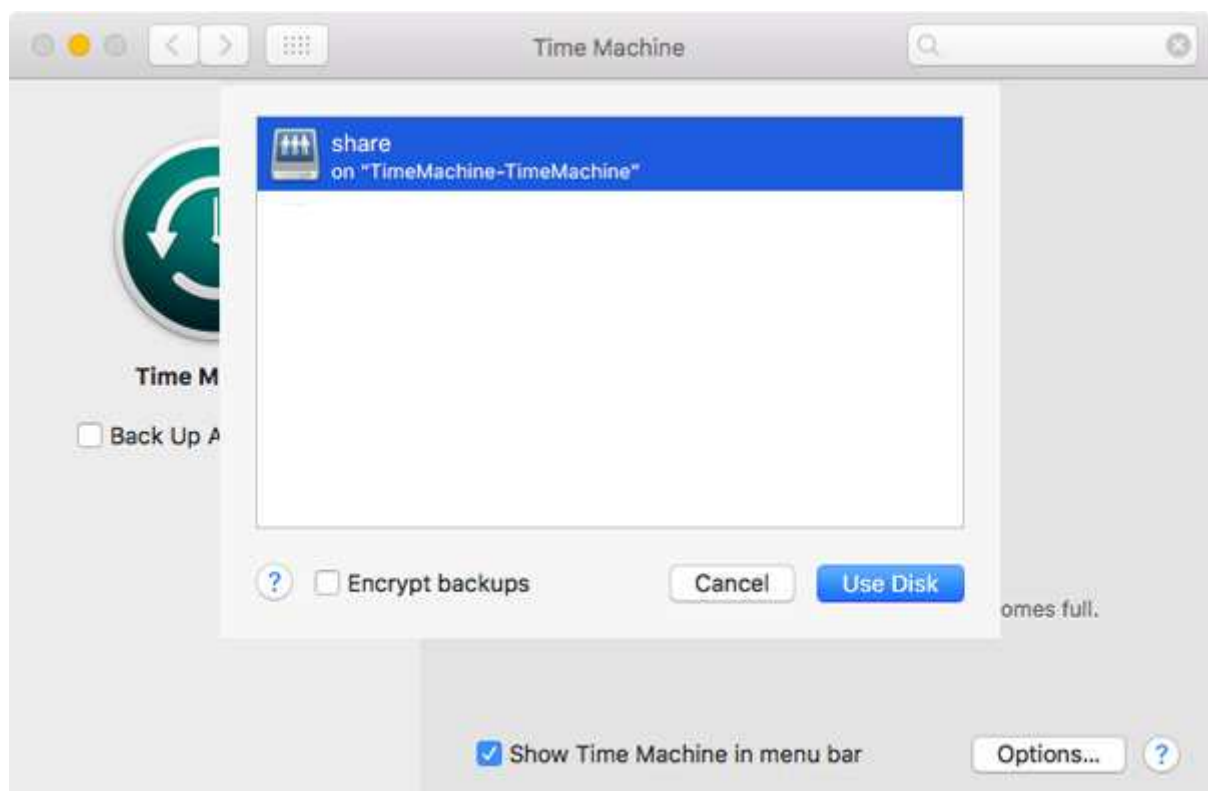 Time Machine
share
on "TimeMachine-TimeMachine"
Time M
Back Up A
? Encrypt backups Cancel Use Disk
omes full.
Show Time Machine in menu bar Options... ?